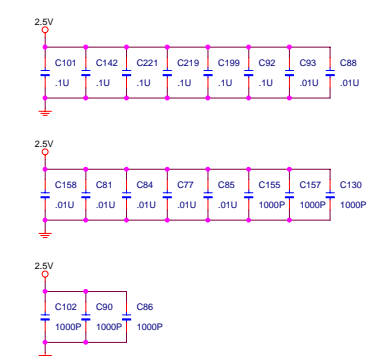 2.5V
C101 C142 C221 C219 C199 C92 C93 C88
.1U .1U .1U .1U .1U .1U .01U .01U
2.5V
C158 C81 C84 C77 C85 C155 C157 C130
.01U .01U .01U .01U .01U 1000P 1000P 1000P
2.5V
C102 C90 C86
1000P 1000P 1000P